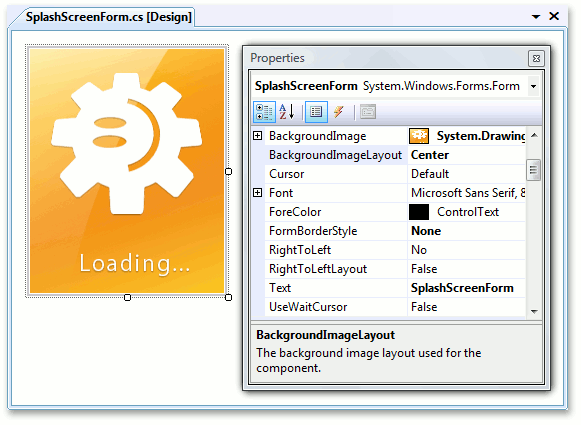 SplashScreenForm.cs [Design]
Loading...
Properties
SplashScreenForm System.Windows.Forms.Form
A
Z
BackgroundImage System.Drawing
BackgroundImageLayout Center
Cursor Default
Font Microsoft Sans Serif, 8
ForeColor ControlText
FormBorderStyle None
RightToLeft No
RightToLeftLayout False
Text SplashScreenForm
UseWaitCursor False
BackgroundImageLayout
The background image layout used for the
component.